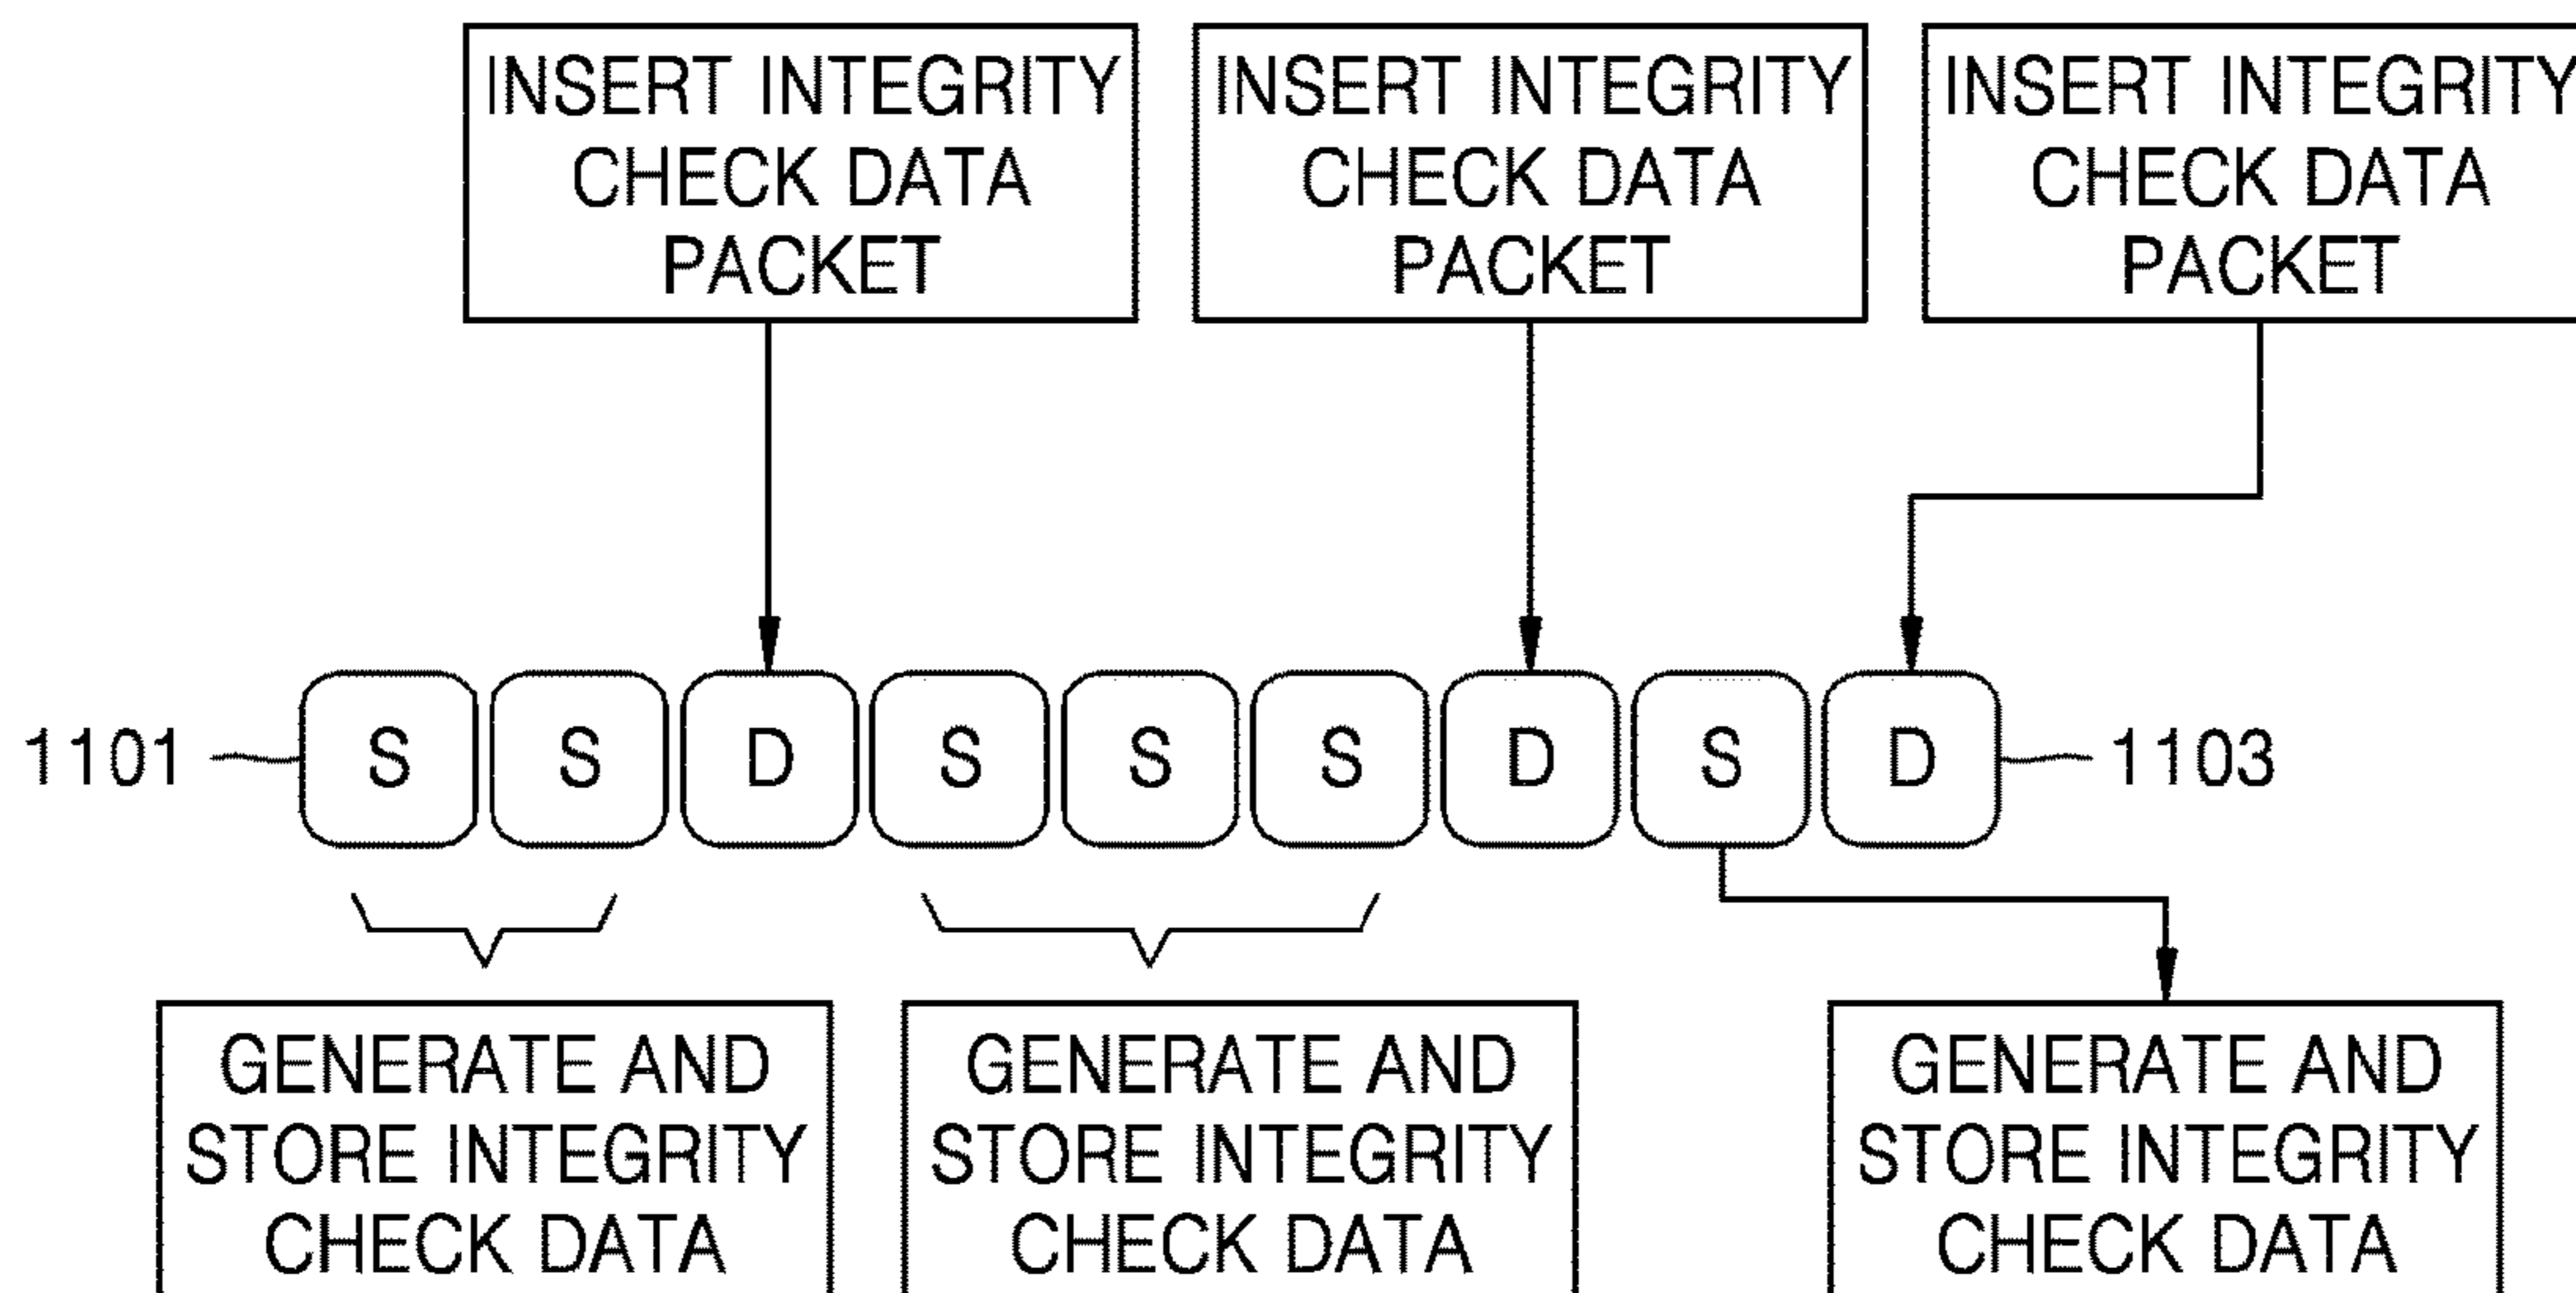 INSERT INTEGRITY
CHECK DATA
PACKET
INSERT INTEGRITY
CHECK DATA
PACKET
INSERT INTEGRITY
CHECK DATA
PACKET
1101 S S D S S S D S D 1103
GENERATE AND
STORE INTEGRITY
CHECK DATA
GENERATE AND
STORE INTEGRITY
CHECK DATA
GENERATE AND
STORE INTEGRITY
CHECK DATA